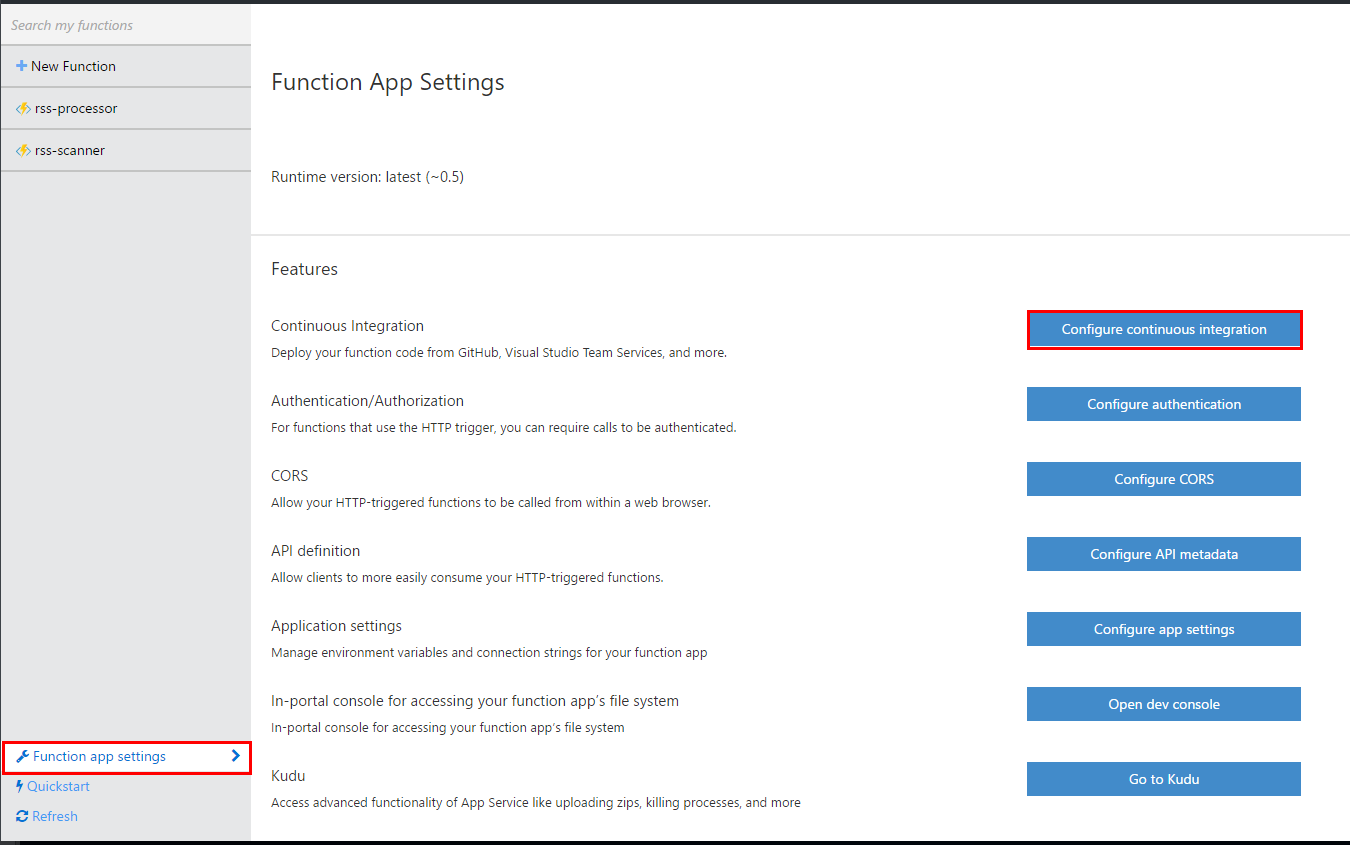 Search my functions
New Function
rss-processor
rss-scanner
Function app settings
Quickstart
Refresh
Function App Settings
Runtime version: latest (~0.5)
Features
Continuous Integration
Configure continuous integration
Deploy your function code from GitHub, Visual Studio Team Services, and more.
Authentication/Authorization
Configure authentication
For functions that use the HTTP trigger, you can require calls to be authenticated.
CORS
Configure CORS
Allow your HTTP-triggered functions to be called from within a web browser.
API definition
Configure API metadata
Allow clients to more easily consume your HTTP-triggered functions.
Application settings
Configure app settings
Manage environment variables and connection strings for your function app
In-portal console for accessing your function app's file system
Open dev console
In-portal console for accessing your function app's file system
Kudu
Go to Kudu
Access advanced functionality of App Service like uploading zips, killing processes, and more